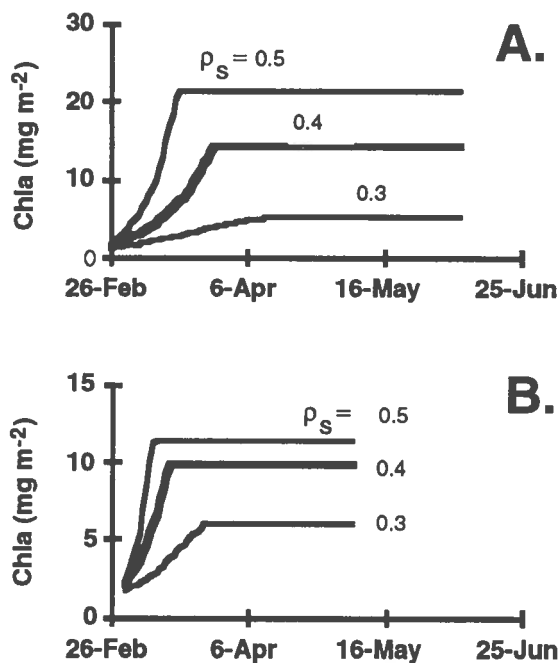 A.
30
20
10
0
Chla (mg m-2)
ρs = 0.5
0.4
0.3
26-Feb 6-Apr 16-May 25-Jun
B.
15
10
5
0
Chla (mg m-2)
ρs = 0.5
0.4
0.3
26-Feb 6-Apr 16-May 25-Jun